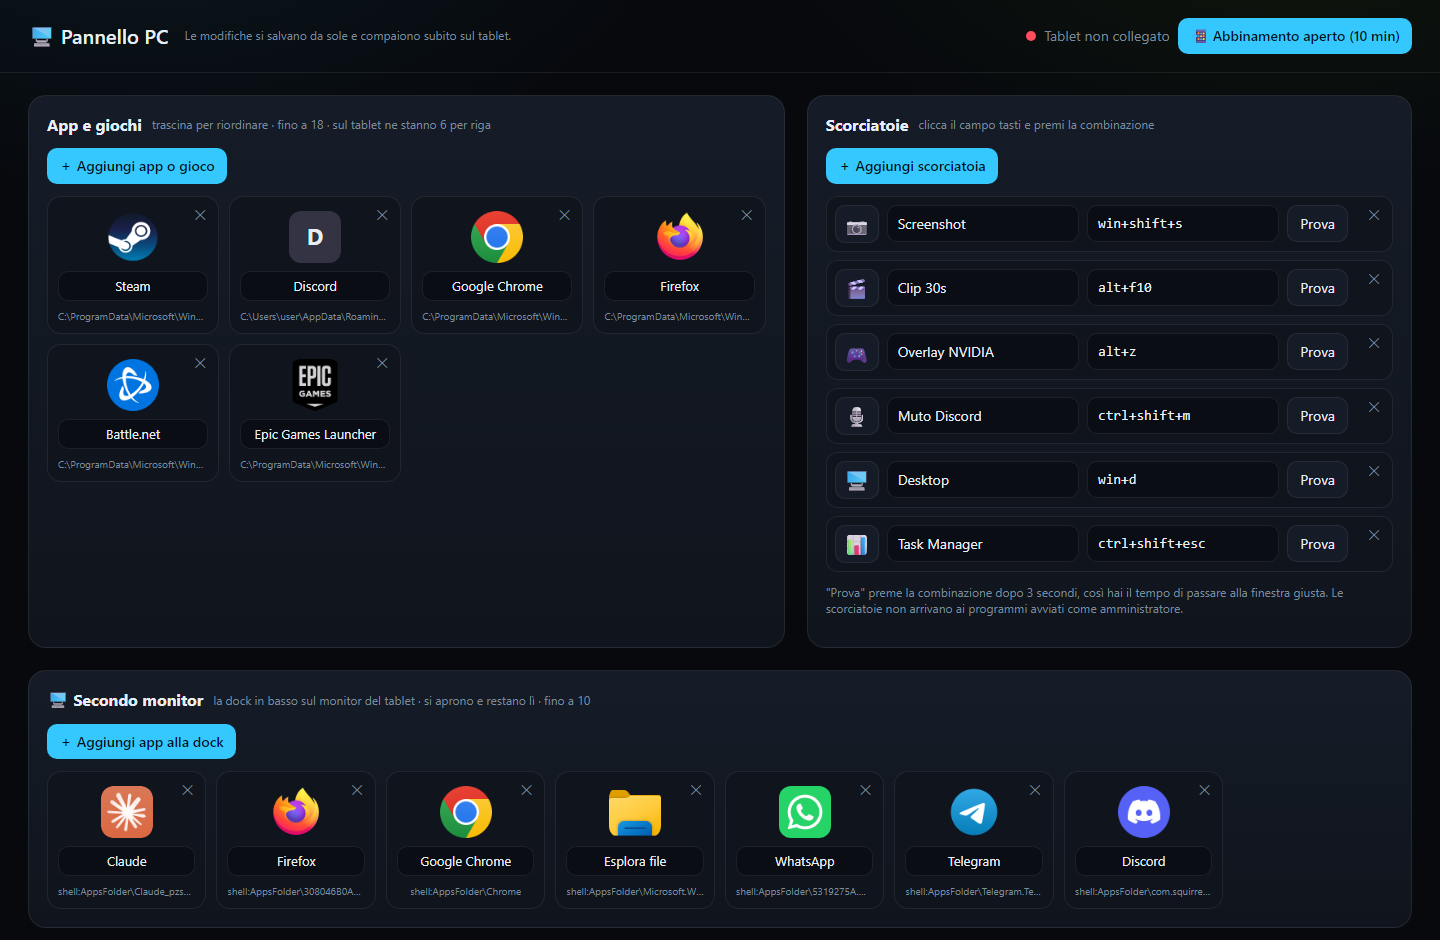 Pannello PC
Le modifiche si salvano da sole e compaiono subito sul tablet.
Tablet non collegato
Abbinamento aperto (10 min)
App e giochi
trascina per riordinare · fino a 18 · sul tablet ne stanno 6 per riga
+ Aggiungi app o gioco
D
Steam
Discord
Google Chrome
Firefox
C:\ProgramData\Microsoft\Win...
C:\Users\user\AppData\Roamin...
C:\ProgramData\Microsoft\Win...
C:\ProgramData\Microsoft\Win...
EPIC
GAMES
Battle.net
Epic Games Launcher
C:\ProgramData\Microsoft\Win...
C:\ProgramData\Microsoft\Win...
Scorciatoie
clicca il campo tasti e premi la combinazione
+ Aggiungi scorciatoia
Screenshot
win+shift+s
Prova
Clip 30s
alt+f10
Prova
Overlay NVIDIA
alt+z
Prova
Muto Discord
ctrl+shift+m
Prova
Desktop
win+d
Prova
Task Manager
ctrl+shift+esc
Prova
"Prova" preme la combinazione dopo 3 secondi, così hai il tempo di passare alla finestra giusta. Le
scorciatoie non arrivano ai programmi avviati come amministratore.
Secondo monitor
la dock in basso sul monitor del tablet · si aprono e restano lì · fino a 10
+ Aggiungi app alla dock
Claude
Firefox
Google Chrome
Esplora file
WhatsApp
Telegram
Discord
shell:AppsFolder\Claude_pzs...
shell:AppsFolder\308046B0A...
shell:AppsFolder\Chrome
shell:AppsFolder\Microsoft.W...
shell:AppsFolder\5319275A....
shell:AppsFolder\Telegram.Te...
shell:AppsFolder\com.squirre...